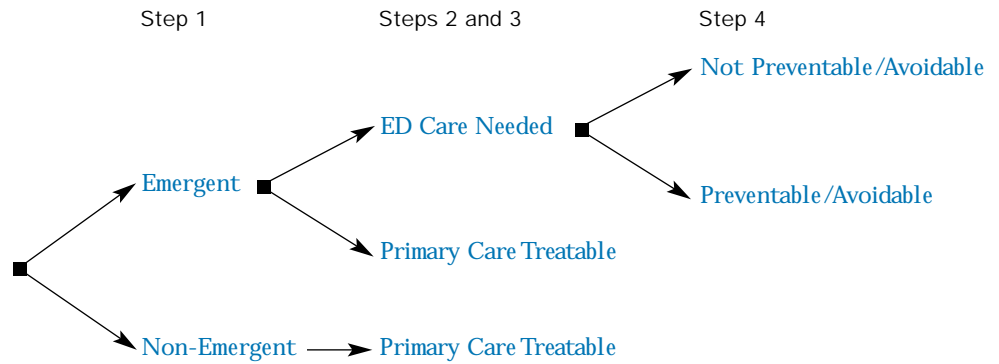 Step 1 Steps 2 and 3 Step 4
Not Preventable/Avoidable
ED Care Needed
Emergent
Preventable/Avoidable
Primary Care Treatable
Non-Emergent Primary Care Treatable